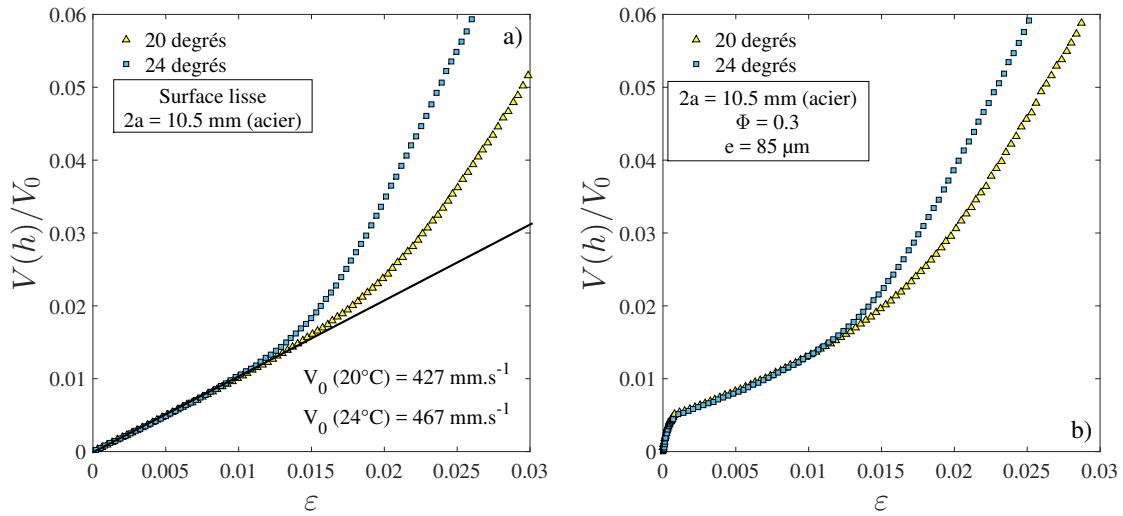 0.06
0.05
0.04
0.03
0.02
0.01
0
V(h)/V₀
a)
20 degrés
24 degrés
Surface lisse
2a = 10.5 mm (acier)
V₀ (20°C) = 427 mm.s⁻¹
V₀ (24°C) = 467 mm.s⁻¹
0 0.005 0.01 0.015 0.02 0.025 0.03
ε
0.06
0.05
0.04
0.03
0.02
0.01
0
V(h)/V₀
20 degrés
24 degrés
2a = 10.5 mm (acier)
Φ = 0.3
e = 85 µm
b)
0 0.005 0.01 0.015 0.02 0.025 0.03
ε